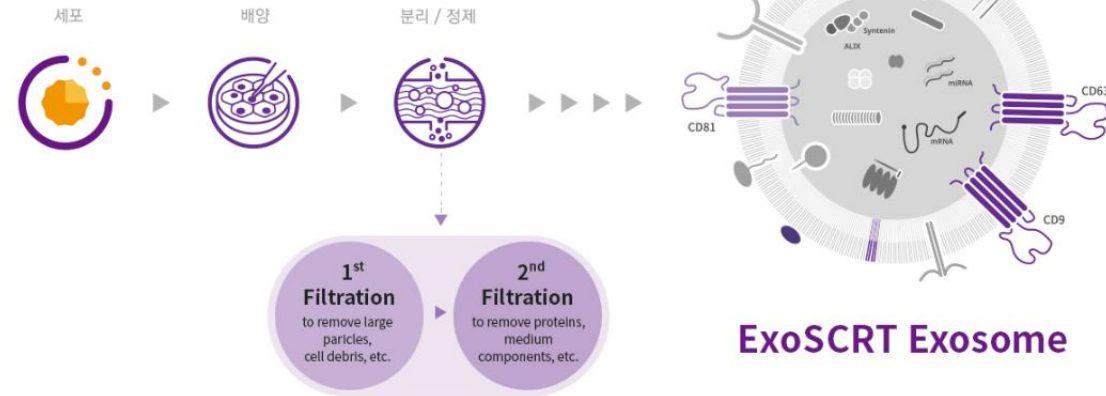 세포
배양
분리 / 정제
Syntenin
ALIX
miRNA
CD63
CD81
mRNA
CD9
1st
Filtration
to remove large
paricles,
cell debris, etc.
2nd
Filtration
to remove proteins,
medium
components, etc.
ExoSCRT Exosome